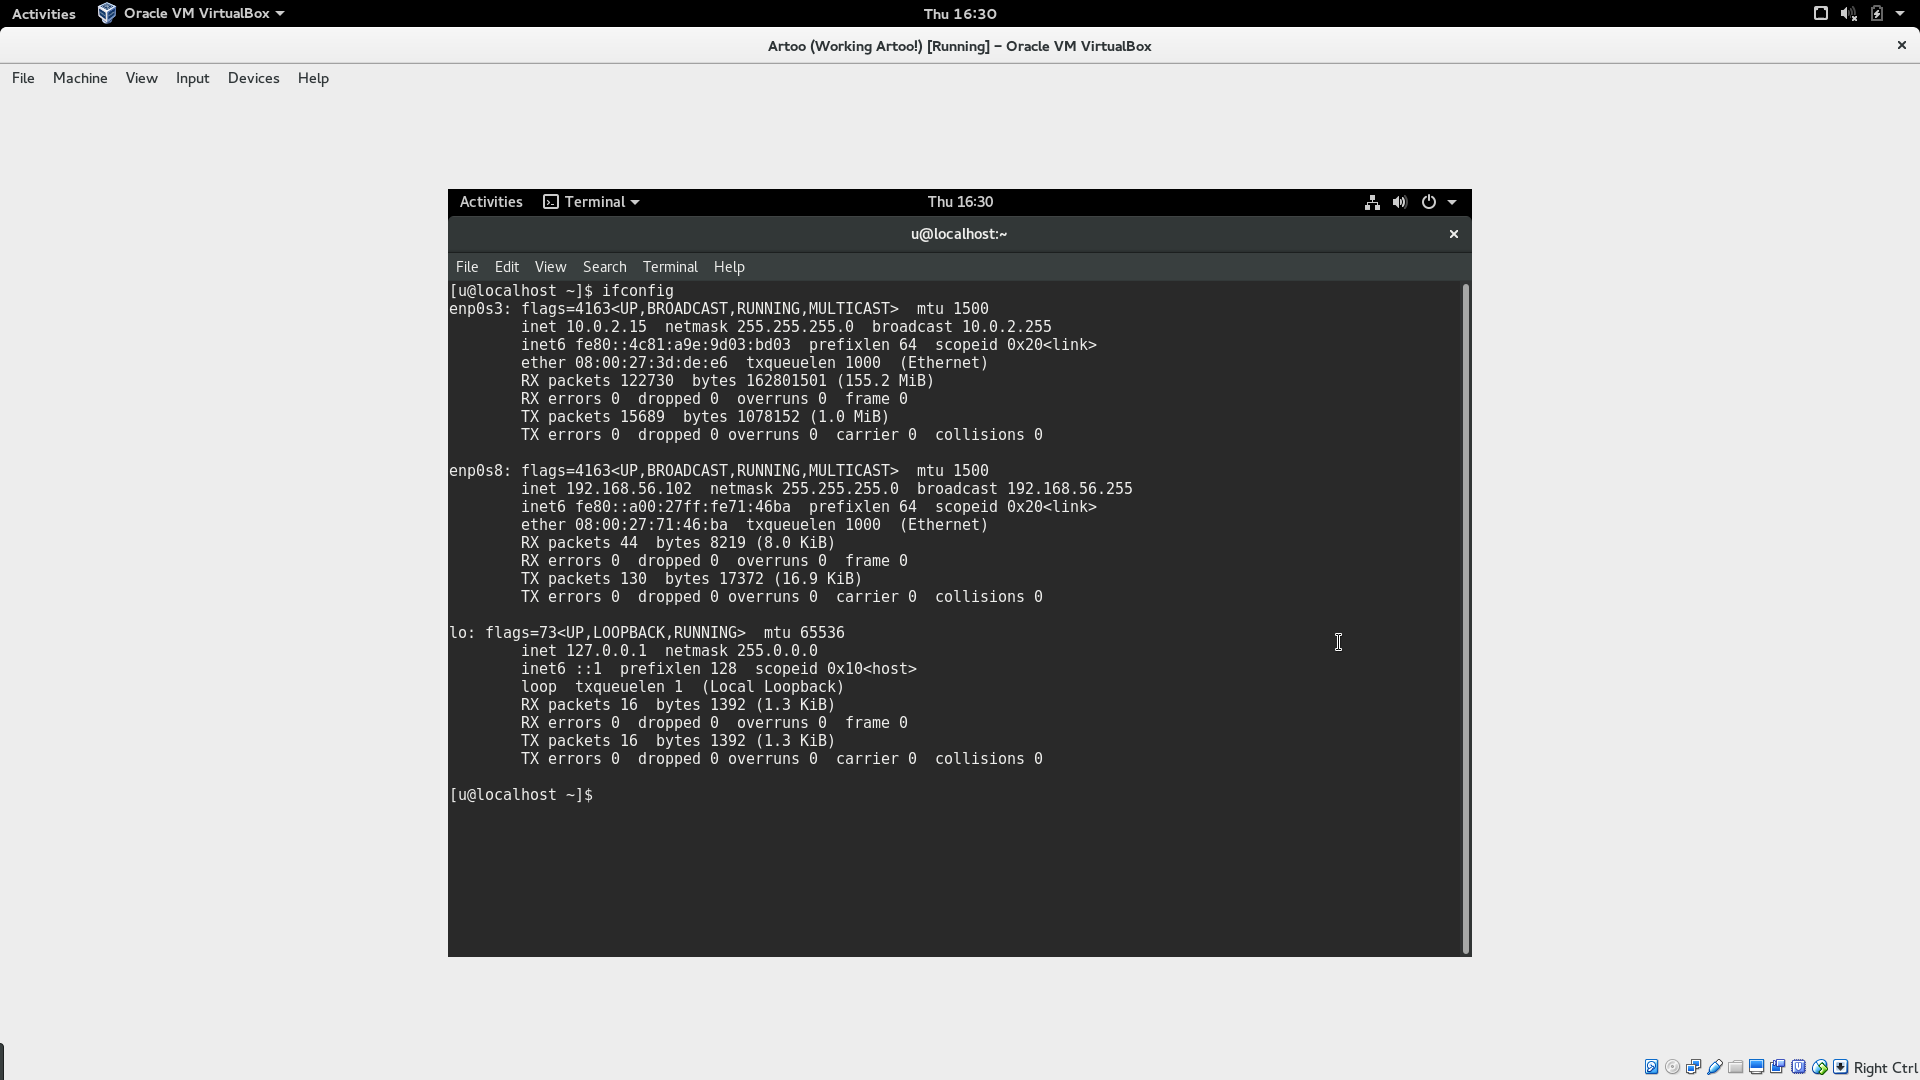 Activities Oracle VM VirtualBox Thu 16:30
Artoo (Working Artoo!) [Running] – Oracle VM VirtualBox
File Machine View Input Devices Help
Activities Terminal Thu 16:30
u@localhost:~
File Edit View Search Terminal Help
[u@localhost ~]$ ifconfig
enp0s3: flags=4163<UP,BROADCAST,RUNNING,MULTICAST>  mtu 1500
        inet 10.0.2.15  netmask 255.255.255.0  broadcast 10.0.2.255
        inet6 fe80::4c81:a9e:9d03:bd03  prefixlen 64  scopeid 0x20<link>
        ether 08:00:27:3d:de:e6  txqueuelen 1000  (Ethernet)
        RX packets 122730  bytes 162801501 (155.2 MiB)
        RX errors 0  dropped 0  overruns 0  frame 0
        TX packets 15689  bytes 1078152 (1.0 MiB)
        TX errors 0  dropped 0 overruns 0  carrier 0  collisions 0
enp0s8: flags=4163<UP,BROADCAST,RUNNING,MULTICAST>  mtu 1500
        inet 192.168.56.102  netmask 255.255.255.0  broadcast 192.168.56.255
        inet6 fe80::a00:27ff:fe71:46ba  prefixlen 64  scopeid 0x20<link>
        ether 08:00:27:71:46:ba  txqueuelen 1000  (Ethernet)
        RX packets 44  bytes 8219 (8.0 KiB)
        RX errors 0  dropped 0  overruns 0  frame 0
        TX packets 130  bytes 17372 (16.9 KiB)
        TX errors 0  dropped 0 overruns 0  carrier 0  collisions 0
lo: flags=73<UP,LOOPBACK,RUNNING>  mtu 65536
        inet 127.0.0.1  netmask 255.0.0.0
        inet6 ::1  prefixlen 128  scopeid 0x10<host>
        loop  txqueuelen 1  (Local Loopback)
        RX packets 16  bytes 1392 (1.3 KiB)
        RX errors 0  dropped 0  overruns 0  frame 0
        TX packets 16  bytes 1392 (1.3 KiB)
        TX errors 0  dropped 0 overruns 0  carrier 0  collisions 0
[u@localhost ~]$
Right Ctrl